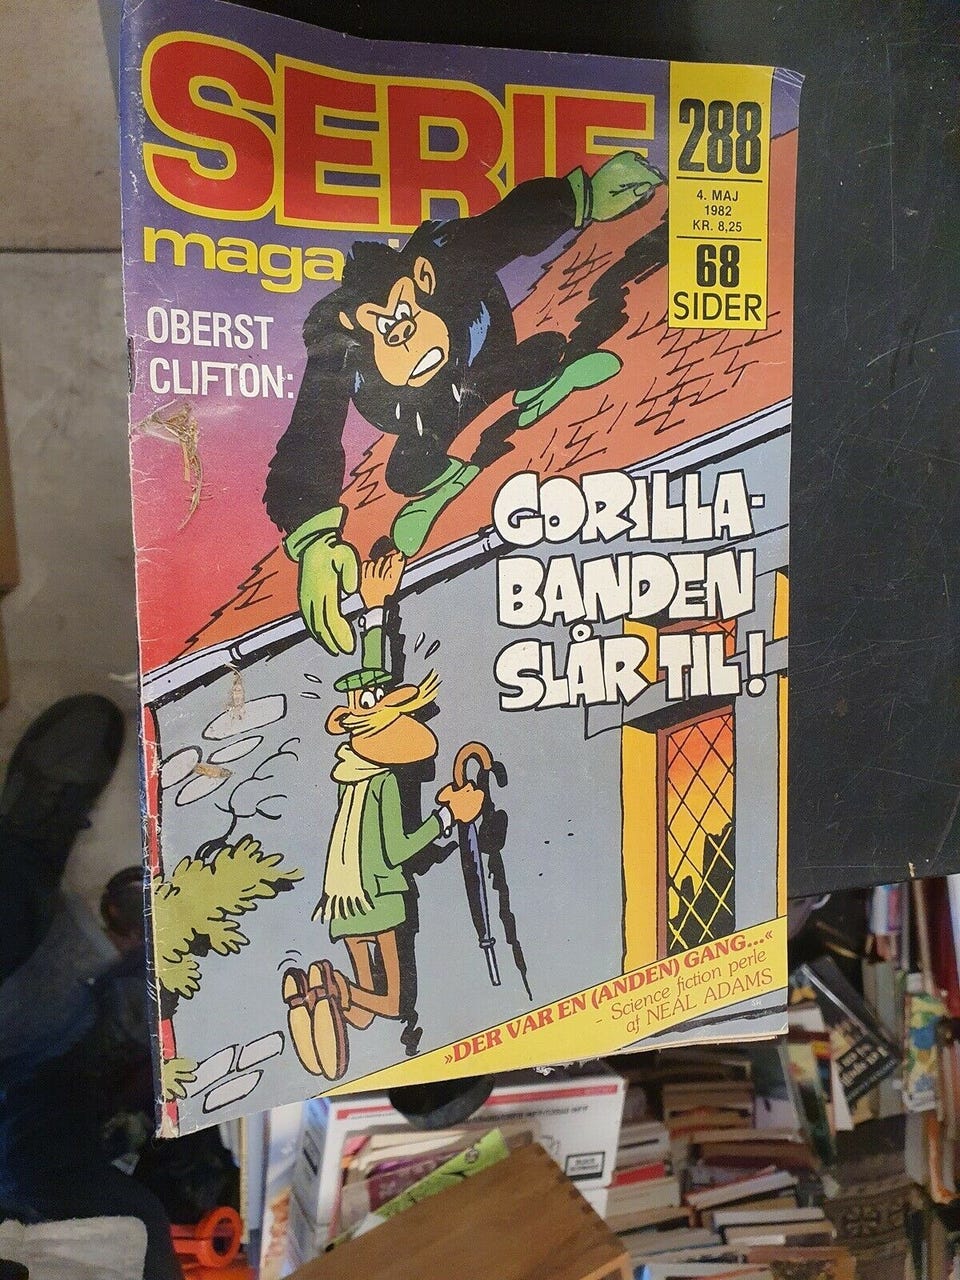 SERIE
maga
288
4. MAJ
1982
KR. 8,25
68
SIDER
OBERST
CLIFTON:
GORILLA-
BANDEN
SLÅR TIL!
»DER VAR EN (ANDEN) GANG...«
- Science fiction perle
af NEAL ADAMS